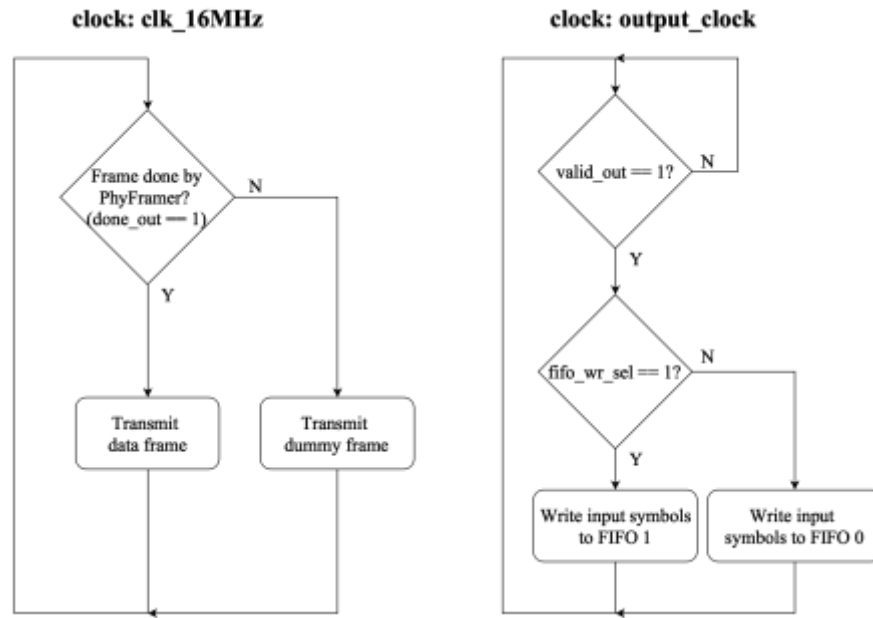 clock: clk_16MHz
Frame done by
PhyFramer?
(done_out == 1)
N
Y
Transmit
data frame
Transmit
dummy frame
clock: output_clock
valid_out == 1?
N
Y
fifo_wr_sel == 1?
N
Y
Write input symbols
to FIFO 1
Write input
symbols to FIFO 0